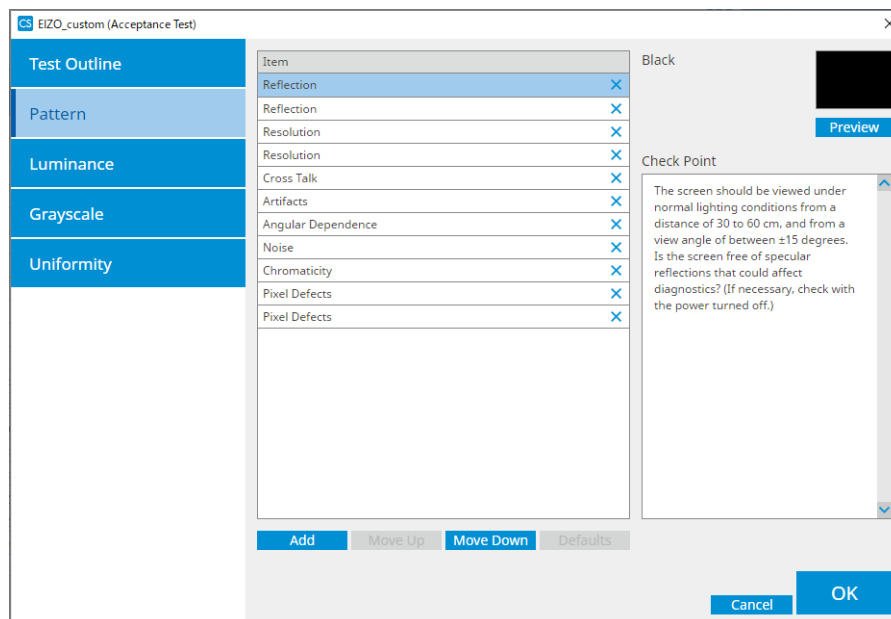 CS EIZO_custom (Acceptance Test)
Test Outline
Pattern
Luminance
Grayscale
Uniformity
Item
Reflection
Reflection
Resolution
Resolution
Cross Talk
Artifacts
Angular Dependence
Noise
Chromaticity
Pixel Defects
Pixel Defects
Add
Move Up
Move Down
Defaults
Black
Preview
Check Point
The screen should be viewed under
normal lighting conditions from a
distance of 30 to 60 cm, and from a
view angle of between ±15 degrees.
Is the screen free of specular
reflections that could affect
diagnostics? (If necessary, check with
the power turned off.)
Cancel
OK